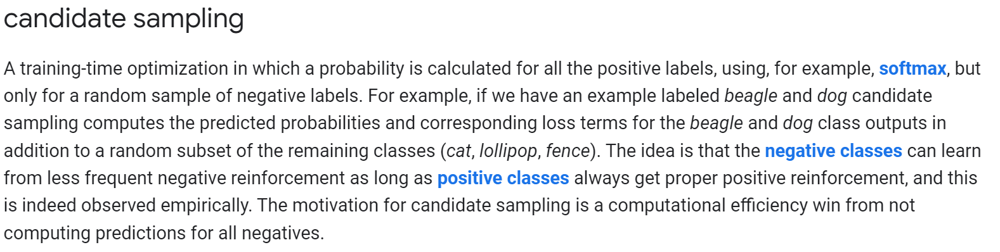 candidate sampling
A training-time optimization in which a probability is calculated for all the positive labels, using, for example, softmax, but
only for a random sample of negative labels. For example, if we have an example labeled beagle and dog candidate
sampling computes the predicted probabilities and corresponding loss terms for the beagle and dog class outputs in
addition to a random subset of the remaining classes (cat, lollipop, fence). The idea is that the negative classes can learn
from less frequent negative reinforcement as long as positive classes always get proper positive reinforcement, and this
is indeed observed empirically. The motivation for candidate sampling is a computational efficiency win from not
computing predictions for all negatives.